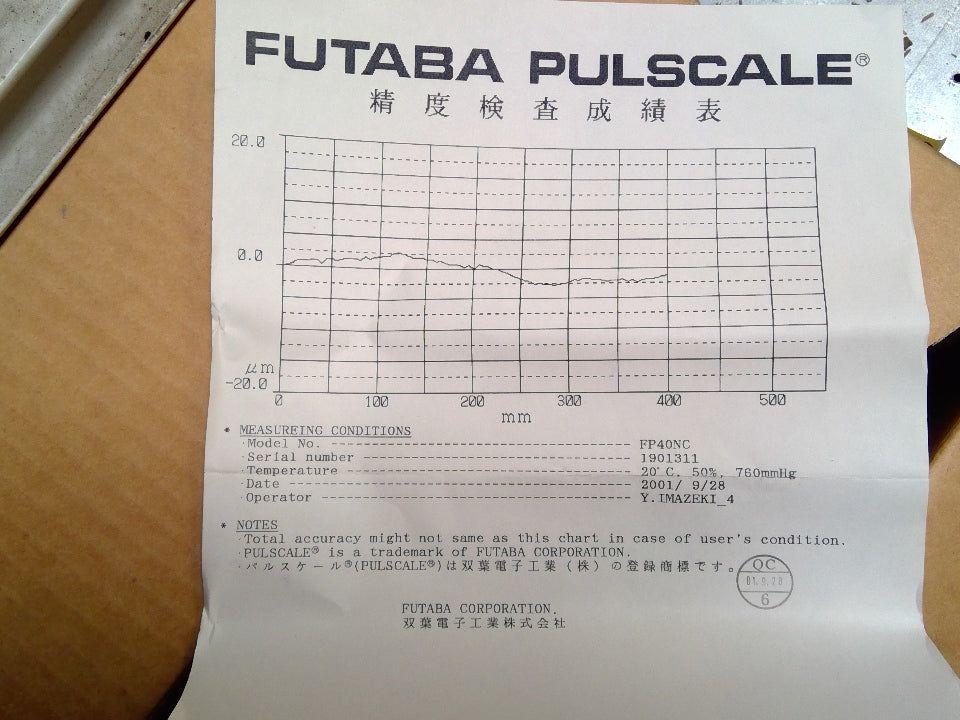 FUTABA PULSCALE®
精度検査成績表
20.0
0.0
μm
-20.0
0 100 200 300 400 500
mm
* MEASUREING CONDITIONS
·Model No. ------------------------------ FP40NC
·Serial number ------------------------------ 1901311
·Temperature ------------------------------ 20°C, 50%, 760mmHg
·Date ------------------------------ 2001/ 9/28
·Operator ------------------------------ Y.IMAZEKI_4
* NOTES
·Total accuracy might not same as this chart in case of user's condition.
·PULSCALE® is a trademark of FUTABA CORPORATION.
·パルスケール®(PULSCALE®)は双葉電子工業(株)の登録商標です。
QC
01.9.28
6
FUTABA CORPORATION.
双葉電子工業株式会社